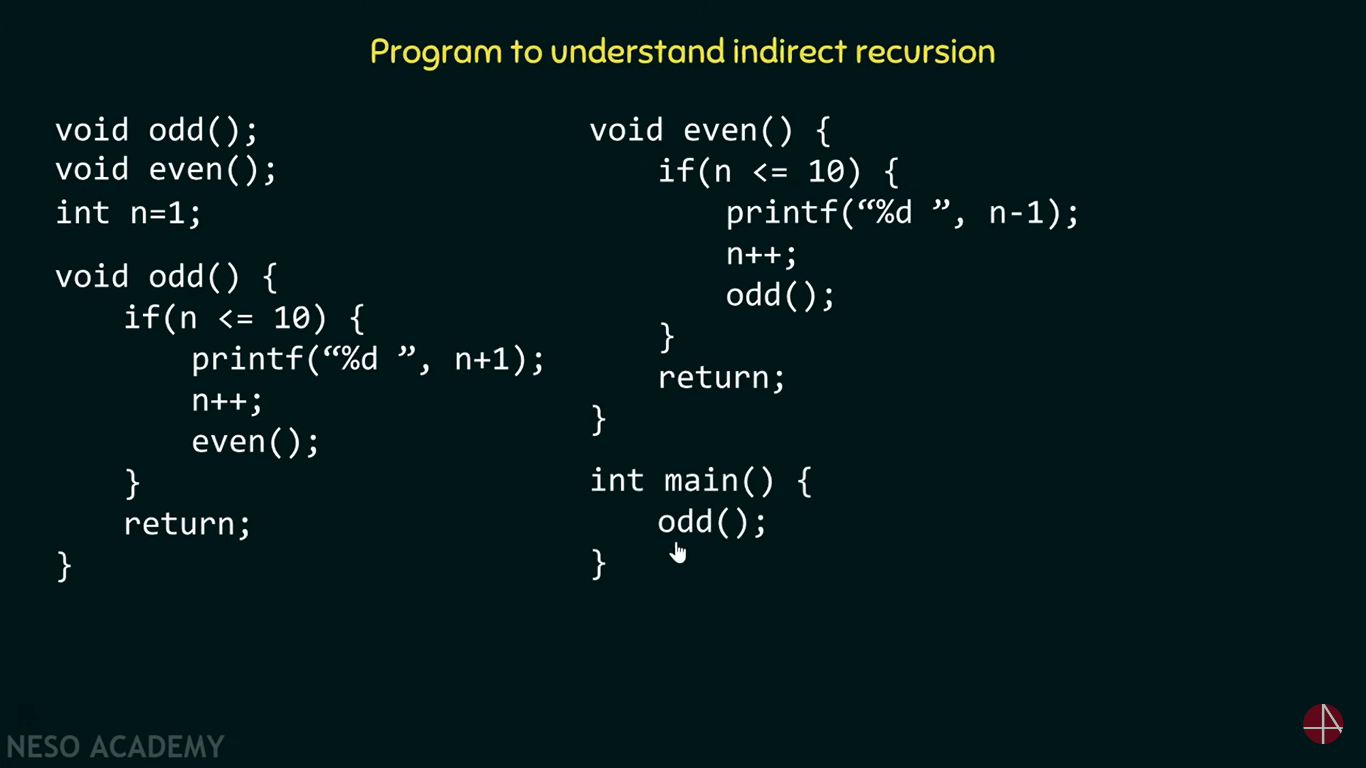 Program to understand indirect recursion
void odd();
void even();
int n=1;
void odd() {
if(n <= 10) {
printf(“%d ”, n+1);
n++;
even();
}
return;
}
void even() {
if(n <= 10) {
printf(“%d ”, n-1);
n++;
odd();
}
return;
}
int main() {
odd();
}
NESO ACADEMY